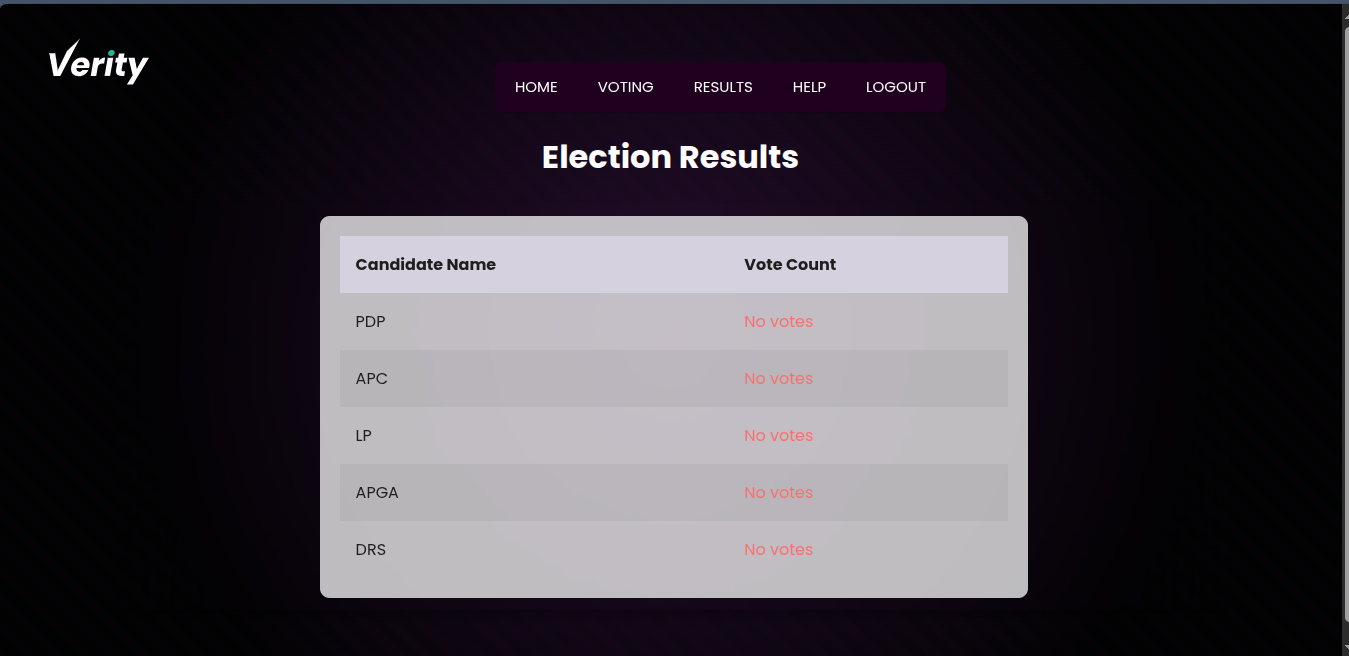 Verity
HOME VOTING RESULTS HELP LOGOUT
Election Results
Candidate Name Vote Count
PDP No votes
APC No votes
LP No votes
APGA No votes
DRS No votes